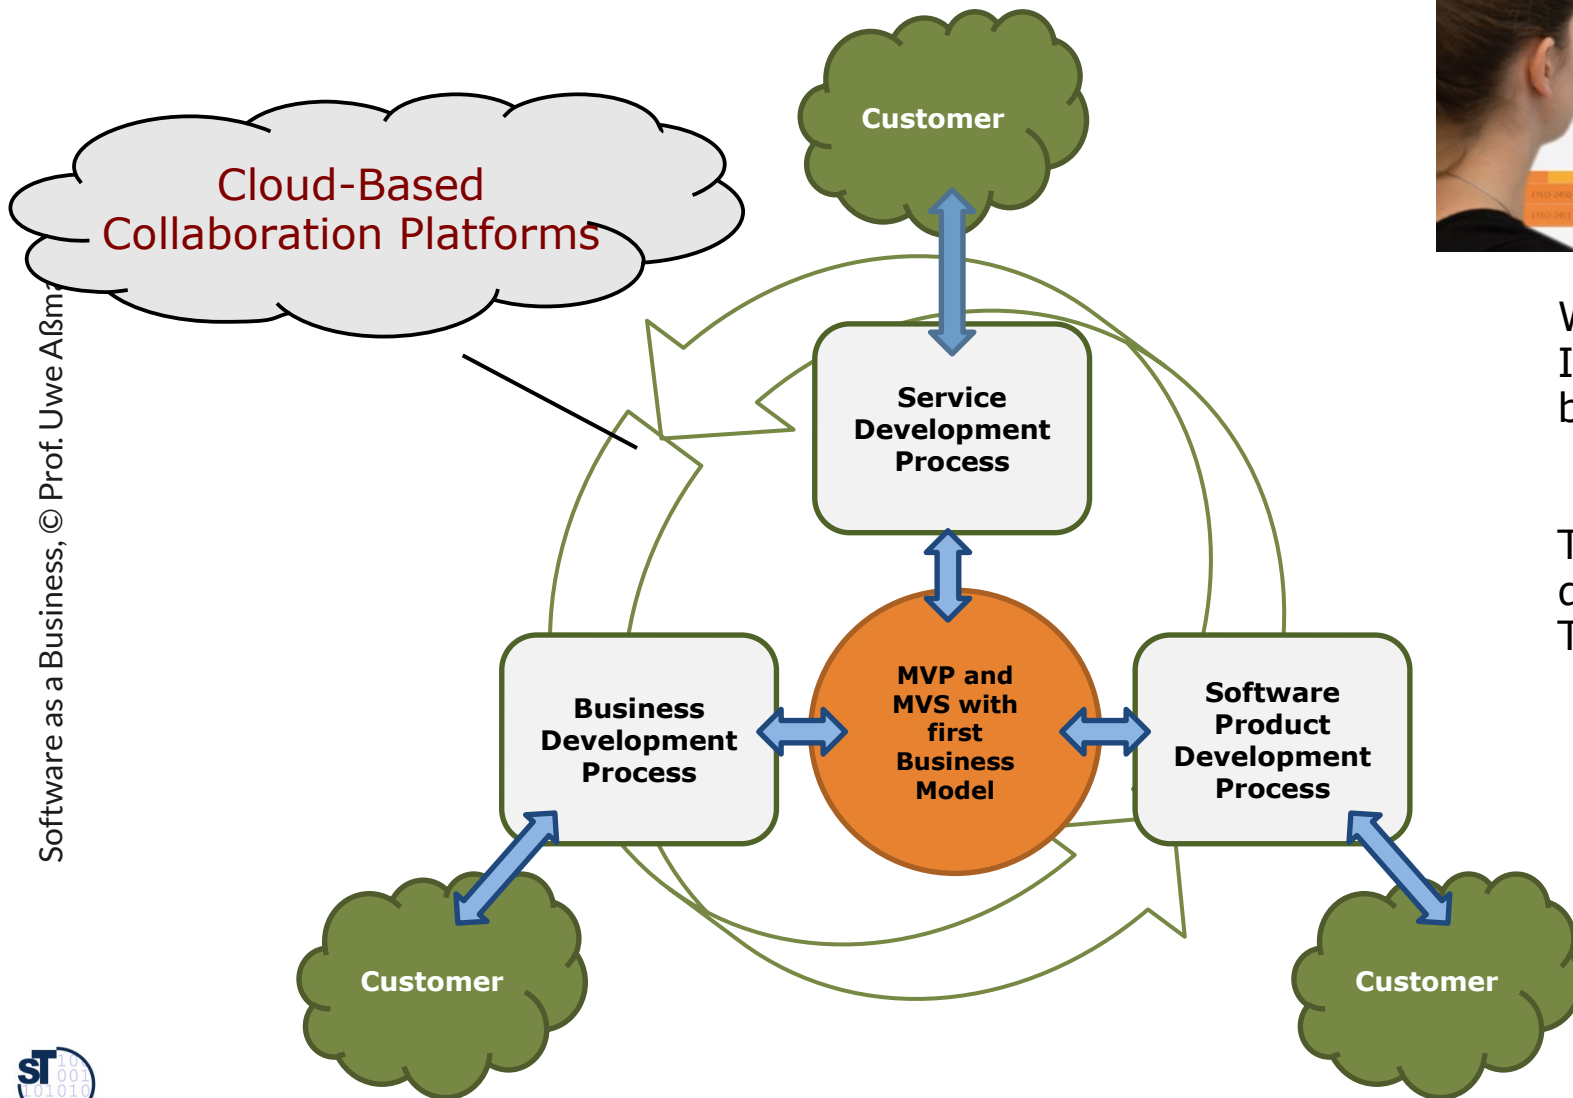 Customer
Cloud-Based
Collaboration Platforms
Service
Development
Process
MVP and
MVS with
first
Business
Model
Business
Development
Process
Software
Product
Development
Process
Customer
Customer
Software as a Business, © Prof. Uwe
sT